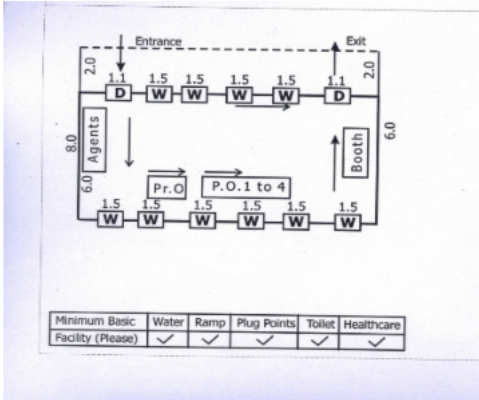 Entrance Exit
2.0 2.0
1.1 1.5 1.5 1.5 1.5 1.1
D W W W W D
8.0 Agents Booth 6.0
6.0 Pr.O P.O.1 to 4
1.5 1.5 1.5 1.5 1.5 1.5
W W W W W W
Minimum Basic Water Ramp Plug Points Toilet Healthcare
Facility (Please) ✓ ✓ ✓ ✓ ✓